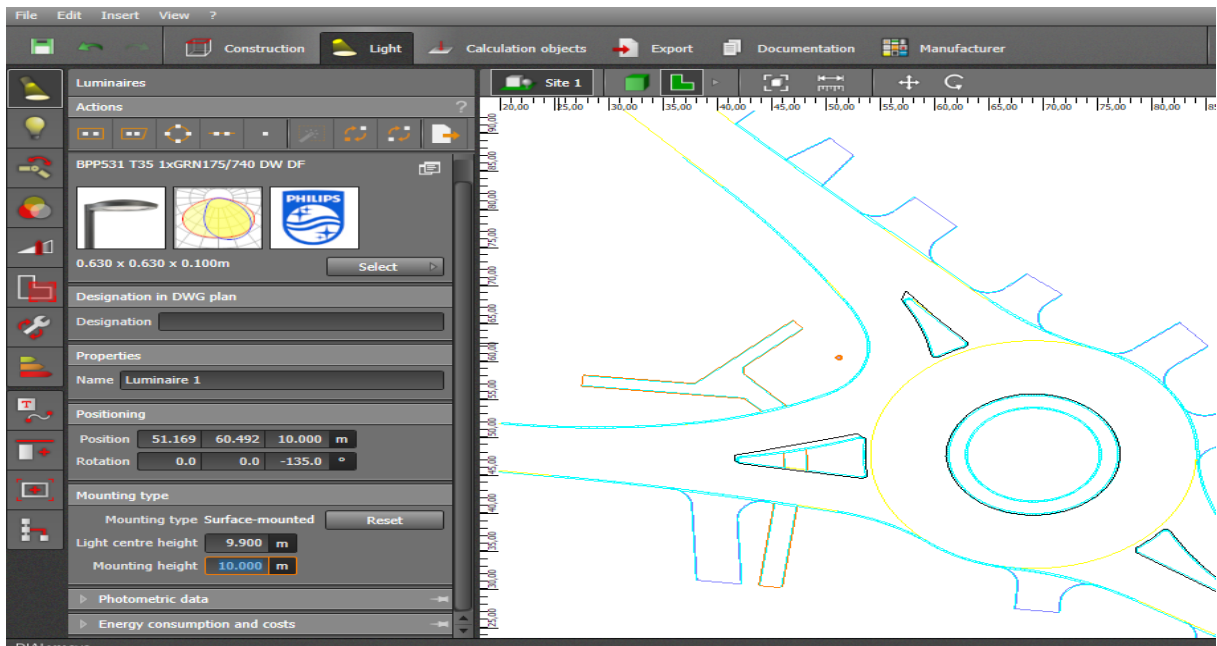 File Edit Insert View ?
Construction Light Calculation objects Export Documentation Manufacturer
Luminaires
Site 1
Actions ?
20,00 25,00 30,00 35,00 40,00 45,00 50,00 55,00 60,00 65,00 70,00 75,00 80,00
BPP531 T35 1xGRN175/740 DW DF
PHILIPS
0.630 x 0.630 x 0.100m Select
Designation in DWG plan
Designation
Properties
Name Luminaire 1
Positioning
Position 51.169 60.492 10.000 m
Rotation 0.0 0.0 -135.0 °
Mounting type
Mounting type Surface-mounted Reset
Light centre height 9.900 m
Mounting height 10.000 m
Photometric data
Energy consumption and costs
90,00
85,00
80,00
75,00
70,00
65,00
60,00
55,00
50,00
45,00
40,00
35,00
30,00
25,00
T